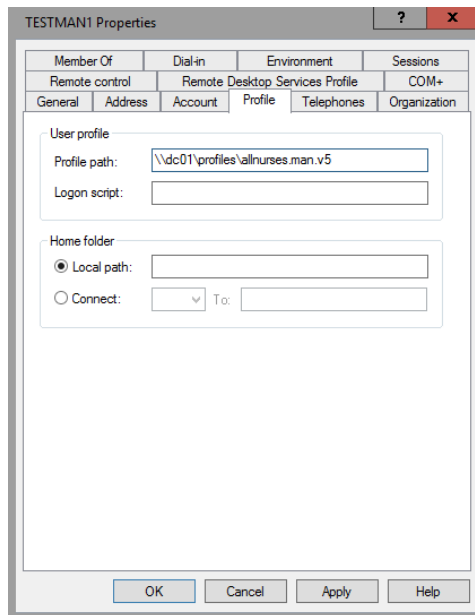 TESTMAN1 Properties ? x
Member Of Dial-in Environment Sessions
Remote control Remote Desktop Services Profile COM+
General Address Account Profile Telephones Organization
User profile
Profile path: \\dc01\profiles\allnurses.man.v5
Logon script:
Home folder
Local path:
Connect: To:
OK Cancel Apply Help